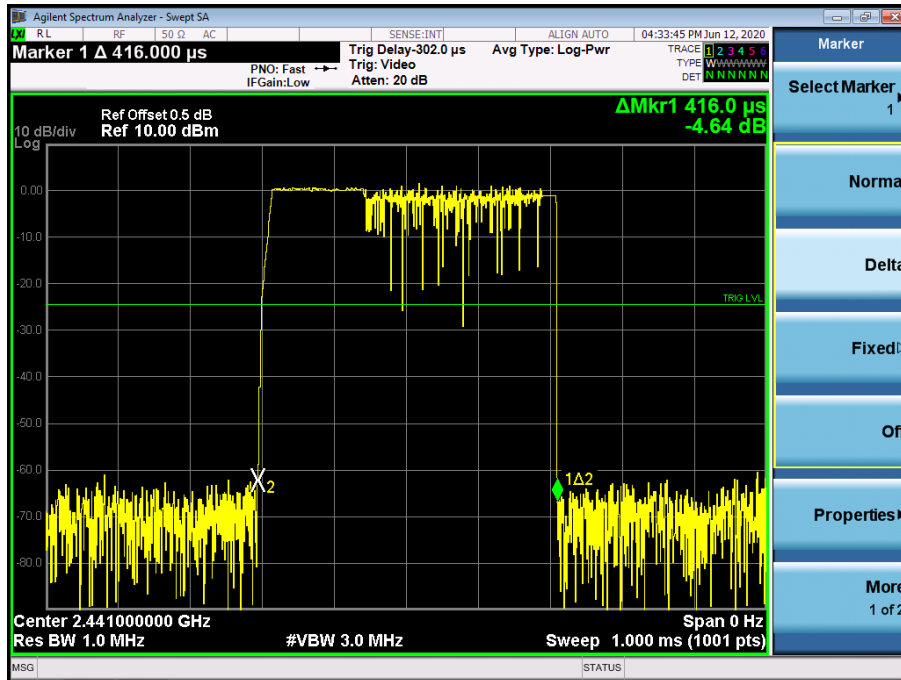 Agilent Spectrum Analyzer - Swept SA
LXI RL RF 50 Ω AC SENSE:INT ALIGN AUTO 04:33:45 PM Jun 12, 2020
Marker 1 Δ 416.000 µs
PNO: Fast
IFGain:Low
Trig Delay-302.0 µs
Trig: Video
Atten: 20 dB
Avg Type: Log-Pwr
TRACE 1 2 3 4 5 6
TYPE WWWWWW
DET N N N N N N
ΔMkr1 416.0 µs
-4.64 dB
Ref Offset 0.5 dB
10 dB/div Ref 10.00 dBm
Log
0.00
-10.0
-20.0
TRIG LVL
-30.0
-40.0
-50.0
-60.0
2
1Δ2
-70.0
-80.0
Center 2.441000000 GHz Span 0 Hz
Res BW 1.0 MHz #VBW 3.0 MHz Sweep 1.000 ms (1001 pts)
MSG STATUS
Marker
Select Marker
1
Norma
Delta
Fixed
Of
Properties
More
1 of 2